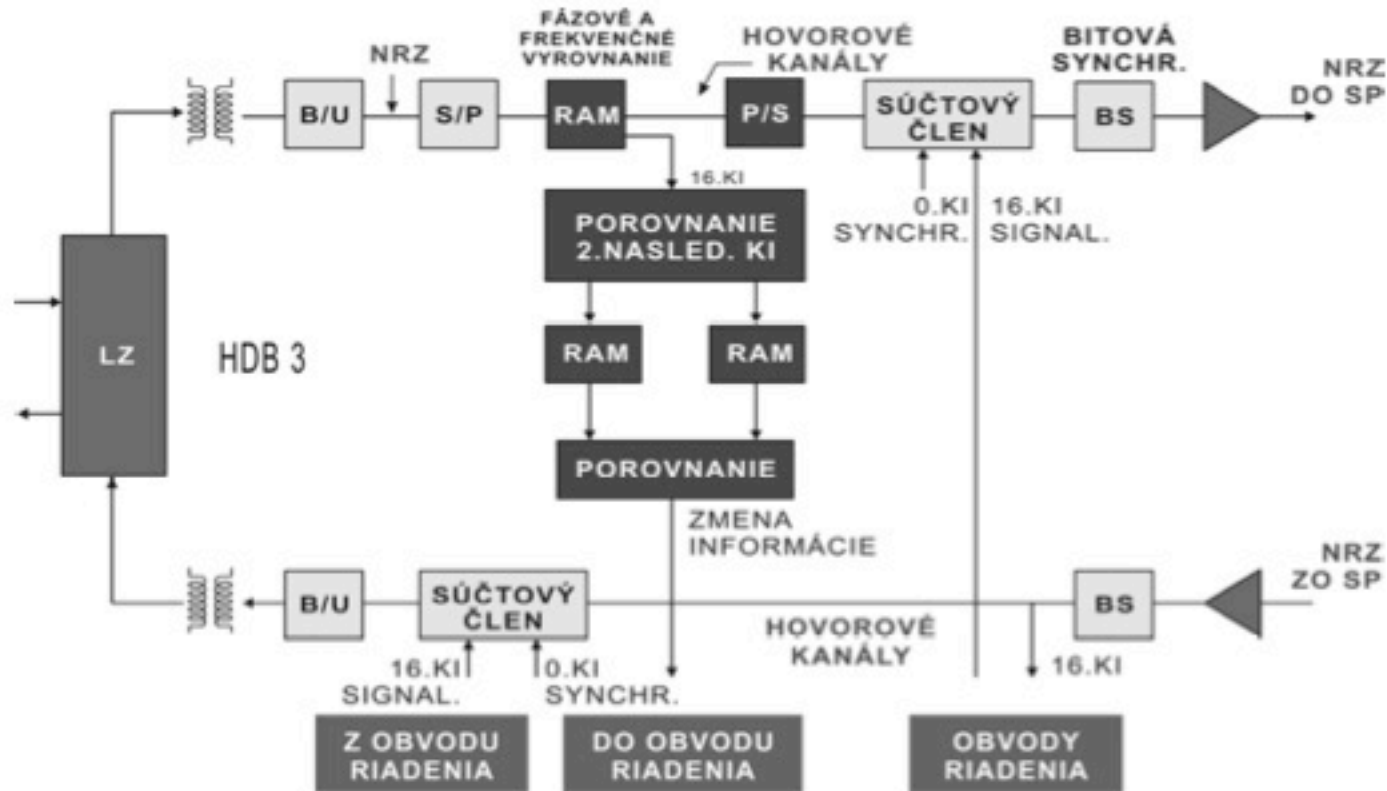 FÁZOVÉ A
FREKVENČNÉ
VYROVNANIE
NRZ
HOVOROVÉ
KANÁLY
BITOVÁ
SYNCHR.
NRZ
DO SP
B/U
S/P
RAM
P/S
SÚČTOVÝ
ČLEN
BS
16.KI
POROVNANIE
2.NASLED. KI
0.KI
SYNCHR.
16.KI
SIGNAL.
LZ
HDB 3
RAM
RAM
POROVNANIE
ZMENA
INFORMÁCIE
NRZ
ZO SP
B/U
SÚČTOVÝ
ČLEN
BS
HOVOROVÉ
KANÁLY
16.KI
SIGNAL.
0.KI
SYNCHR.
16.KI
Z OBVODU
RIADENIA
DO OBVODU
RIADENIA
OBVODY
RIADENIA